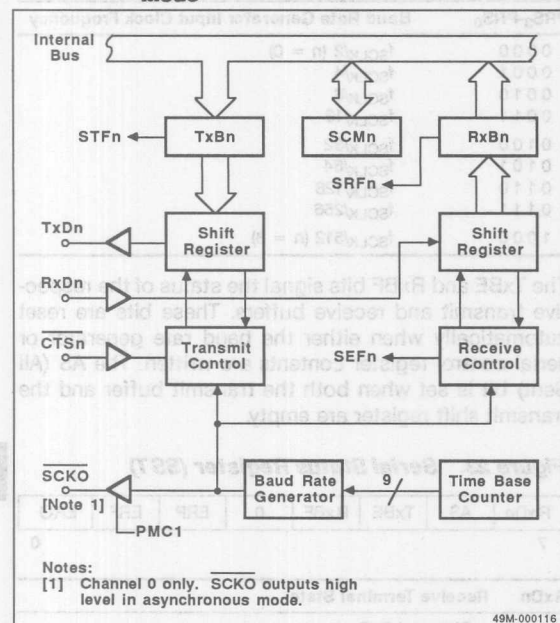 mode
Internal
Bus
STFn
TxBn
SCMn
RxBn
SRFn
TxDn
Shift
Register
Shift
Register
RxDn
CTSn
Transmit
Control
SEFn
Receive
Control
SCKO
[Note 1]
Baud Rate
Generator
9
Time Base
Counter
PMC1
Notes:
[1] Channel 0 only. SCKO outputs high
level in asynchronous mode.
49M-000118